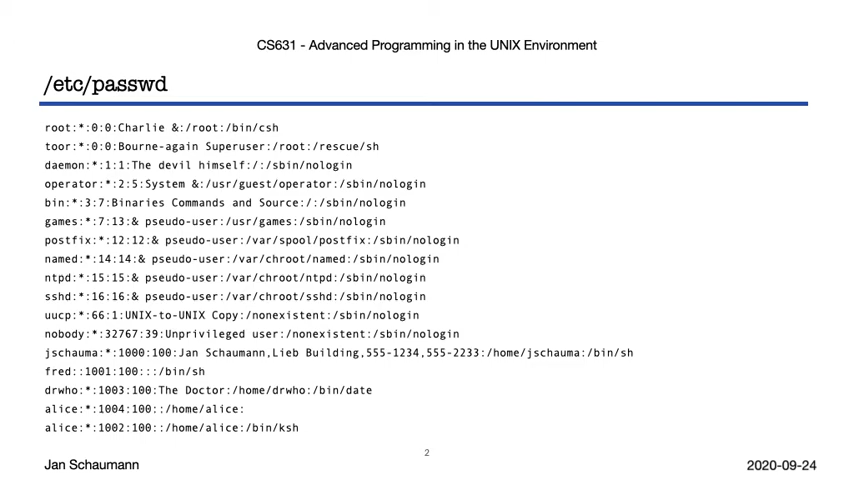 CS631 - Advanced Programming in the UNIX Environment
/etc/passwd
root:*:0:0:Charlie &:/root:/bin/csh
toor:*:0:0:Bourne-again Superuser:/root:/rescue/sh
daemon:*:1:1:The devil himself:/:/sbin/nologin
operator:*:2:5:System &:/usr/guest/operator:/sbin/nologin
bin:*:3:7:Binaries Commands and Source:/:/sbin/nologin
games:*:7:13:& pseudo-user:/usr/games:/sbin/nologin
postfix:*:12:12:& pseudo-user:/var/spool/postfix:/sbin/nologin
named:*:14:14:& pseudo-user:/var/chroot/named:/sbin/nologin
ntpd:*:15:15:& pseudo-user:/var/chroot/ntpd:/sbin/nologin
sshd:*:16:16:& pseudo-user:/var/chroot/sshd:/sbin/nologin
uucp:*:66:1:UNIX-to-UNIX Copy:/nonexistent:/sbin/nologin
nobody:*:32767:39:Unprivileged user:/nonexistent:/sbin/nologin
jschauma:*:1000:100:Jan Schaumann,Lieb Building,555-1234,555-2233:/home/jschauma:/bin/sh
fred::1001:100:::/bin/sh
drwho:*:1003:100:The Doctor:/home/drwho:/bin/date
alice:*:1004:100::/home/alice:
alice:*:1002:100::/home/alice:/bin/ksh
2
Jan Schaumann
2020-09-24